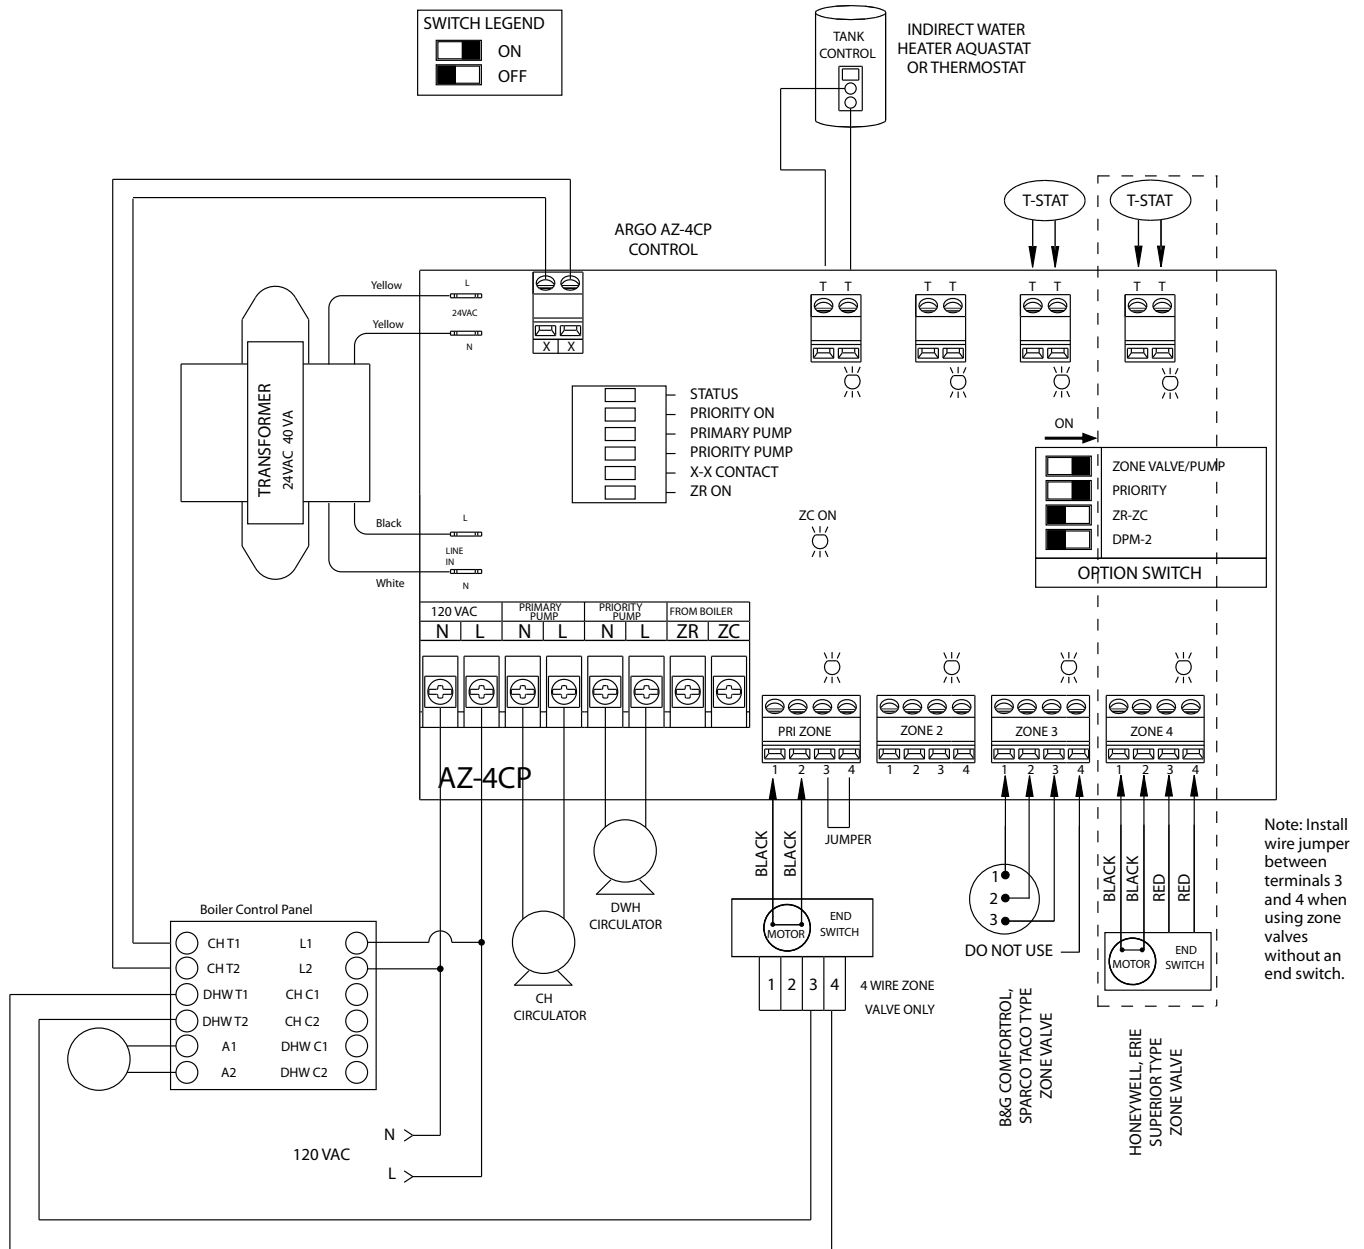 SWITCH LEGEND
ON
OFF
TANK
CONTROL
INDIRECT WATER
HEATER AQUASTAT
OR THERMOSTAT
T-STAT
T-STAT
ARGO AZ-4CP
CONTROL
Yellow
L
24VAC
Yellow
N
X X
T T
T T
T T
T T
TRANSFORMER
24VAC 40 VA
STATUS
PRIORITY ON
PRIMARY PUMP
PRIORITY PUMP
X-X CONTACT
ZR ON
ON
ZONE VALVE/PUMP
PRIORITY
ZR-ZC
DPM-2
OPTION SWITCH
ZC ON
Black
L
LINE
IN
White
N
120 VAC
PRIMARY
PUMP
PRIORITY
PUMP
FROM BOILER
N L N L N L ZR ZC
PRI ZONE
1 2 3 4
ZONE 2
1 2 3 4
ZONE 3
1 2 3 4
ZONE 4
1 2 3 4
AZ-4CP
JUMPER
BLACK
BLACK
BLACK
BLACK
RED
RED
Note: Install
wire jumper
between
terminals 3
and 4 when
using zone
valves
without an
end switch.
DWH
CIRCULATOR
CH
CIRCULATOR
MOTOR
END
SWITCH
1 2 3 4
4 WIRE ZONE
VALVE ONLY
1
2
3
DO NOT USE
B&G COMFORTROL,
SPARCO TACO TYPE
ZONE VALVE
MOTOR
END
SWITCH
HONEYWELL, ERIE
SUPERIOR TYPE
ZONE VALVE
Boiler Control Panel
CH T1 L1
CH T2 L2
DHW T1 CH C1
DHW T2 CH C2
A1 DHW C1
A2 DHW C2
N
120 VAC
L